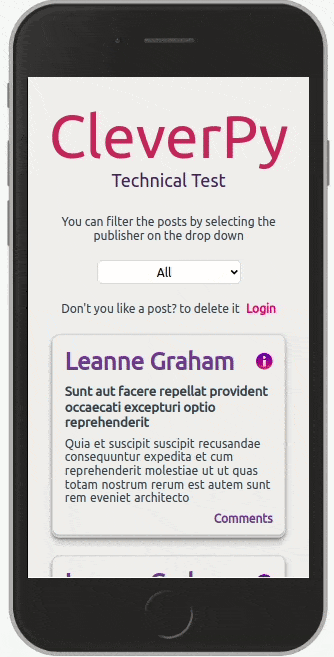 CleverPy
Technical Test
You can filter the posts by selecting the
publisher on the drop down
All
Don't you like a post? to delete it Login
Leanne Graham
Sunt aut facere repellat provident
occaecati excepturi optio
reprehenderit
Quia et suscipit suscipit recusandae
consequuntur expedita et cum
reprehenderit molestiae ut ut quas
totam nostrum rerum est autem sunt
rem eveniet architecto
Comments